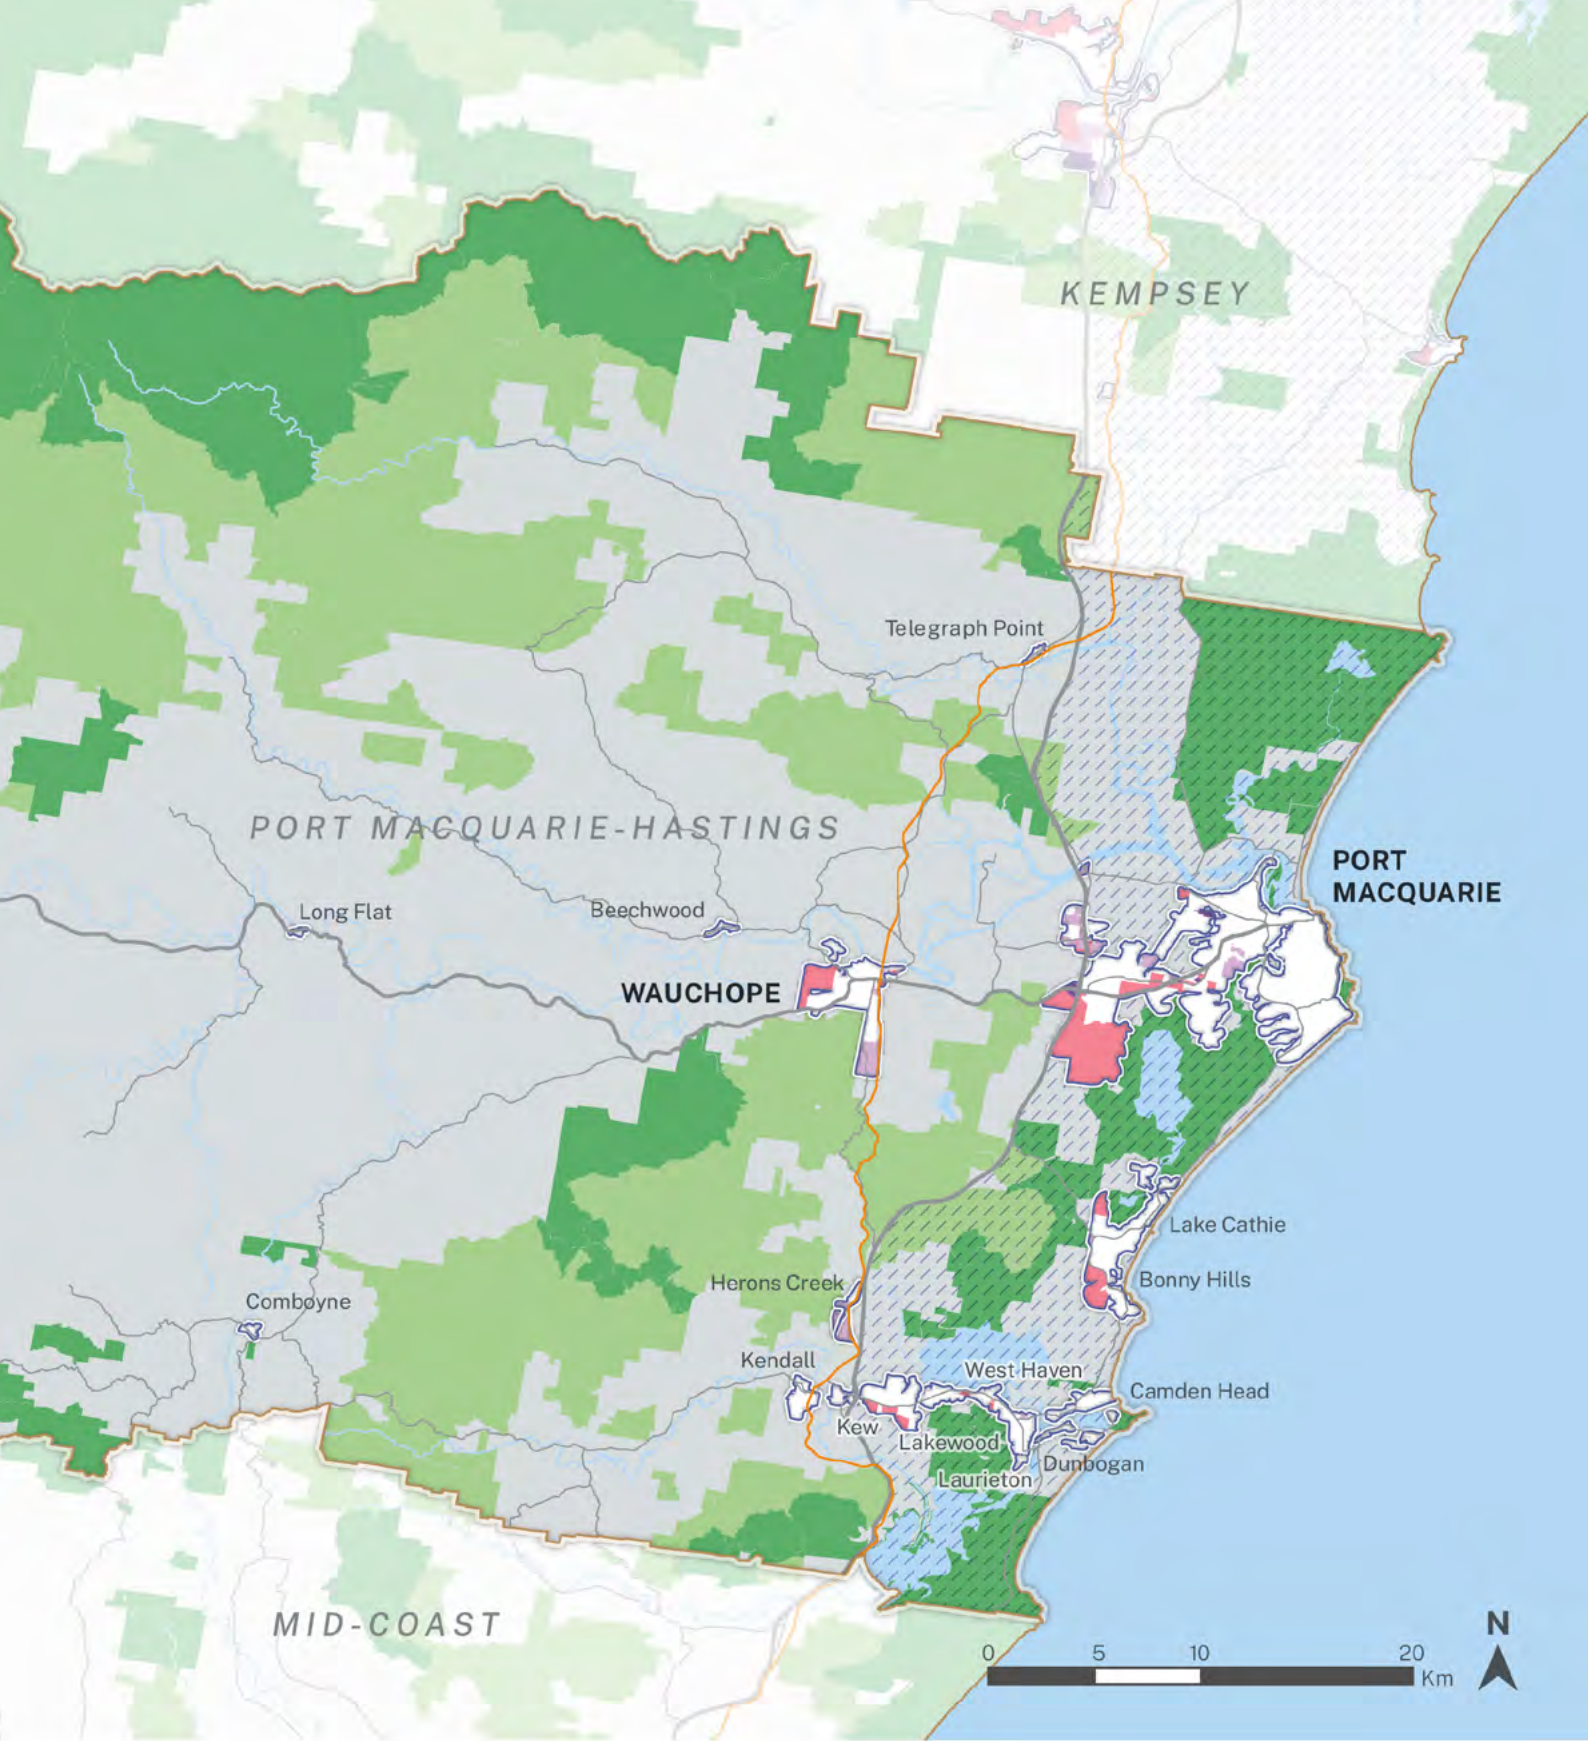 KEMPSEY
Telegraph Point
PORT MACQUARIE-HASTINGS
PORT
MACQUARIE
Long Flat
Beechwood
WAUCHOPE
Lake Cathie
Bonny Hills
Herons Creek
Comboyne
Kendall
West Haven
Camden Head
Kew
Lakewood
Dunbogan
Laurieton
MID-COAST
N
0 5 10 20
Km